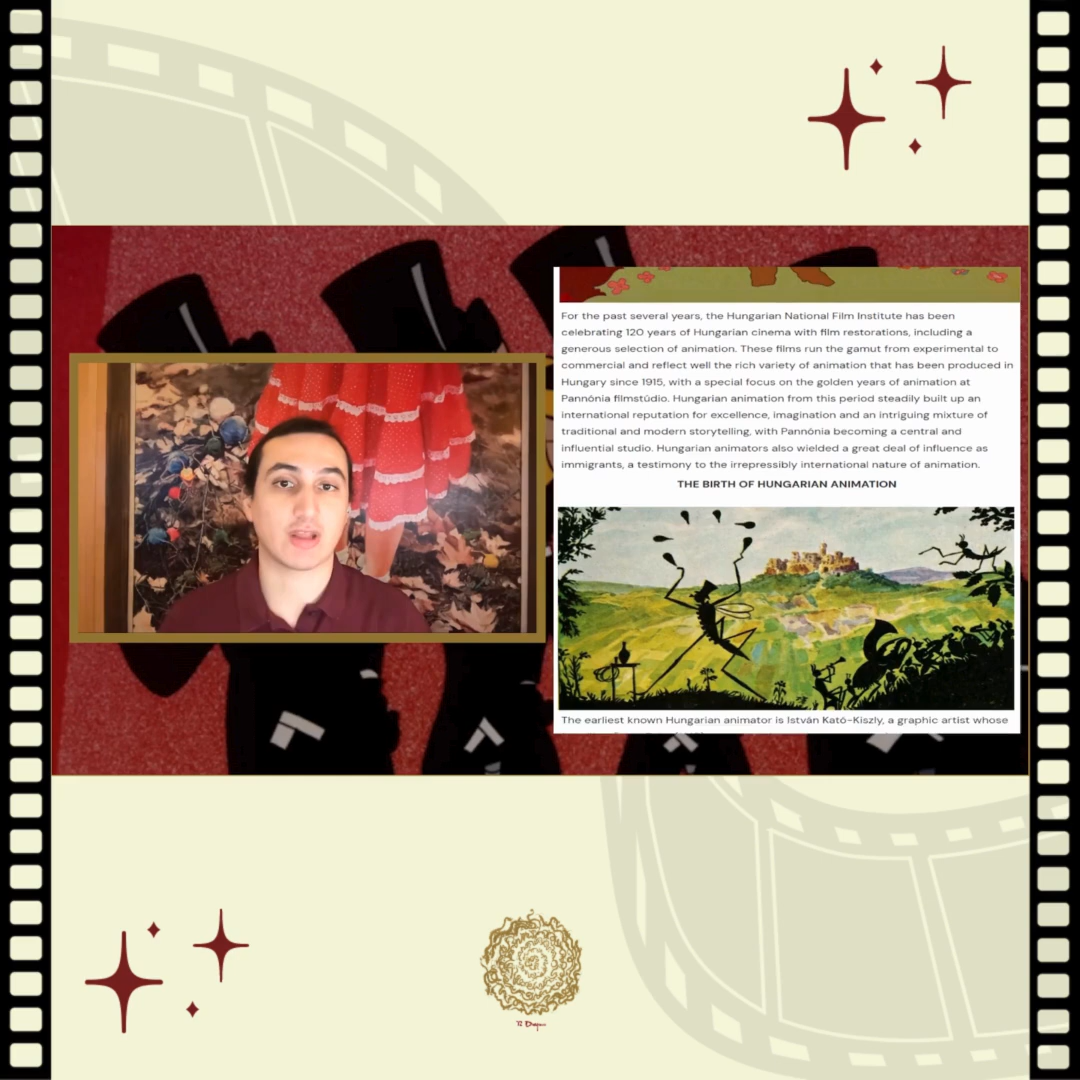 For the past several years, the Hungarian National Film Institute has been
celebrating 120 years of Hungarian cinema with film restorations, including a
generous selection of animation. These films run the gamut from experimental to
commercial and reflect well the rich variety of animation that has been produced in
Hungary since 1915, with a special focus on the golden years of animation at
Pannónia filmstúdio. Hungarian animation from this period steadily built up an
international reputation for excellence, imagination and an intriguing mixture of
traditional and modern storytelling, with Pannónia becoming a central and
influential studio. Hungarian animators also wielded a great deal of influence as
immigrants, a testimony to the irrepressibly international nature of animation.
THE BIRTH OF HUNGARIAN ANIMATION
The earliest known Hungarian animator is István Kató-Kiszly, a graphic artist whose